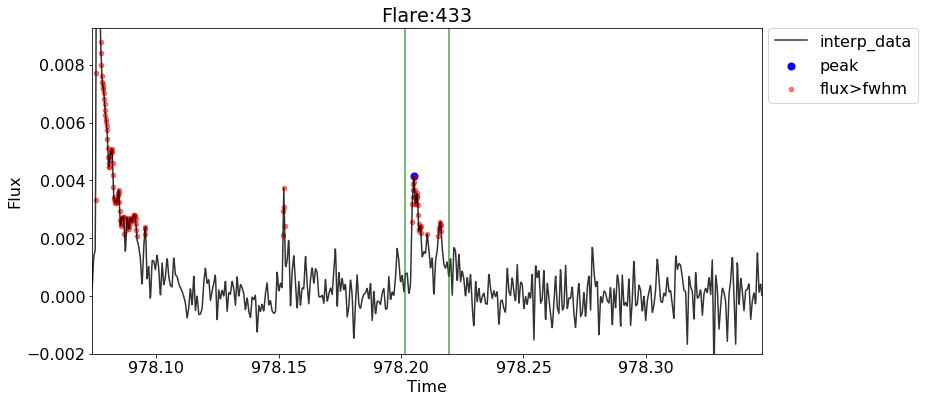 Flare:433
interp_data
peak
flux>fwhm
0.008
0.006
0.004
0.002
0.000
−0.002
Flux
978.10 978.15 978.20 978.25 978.30
Time